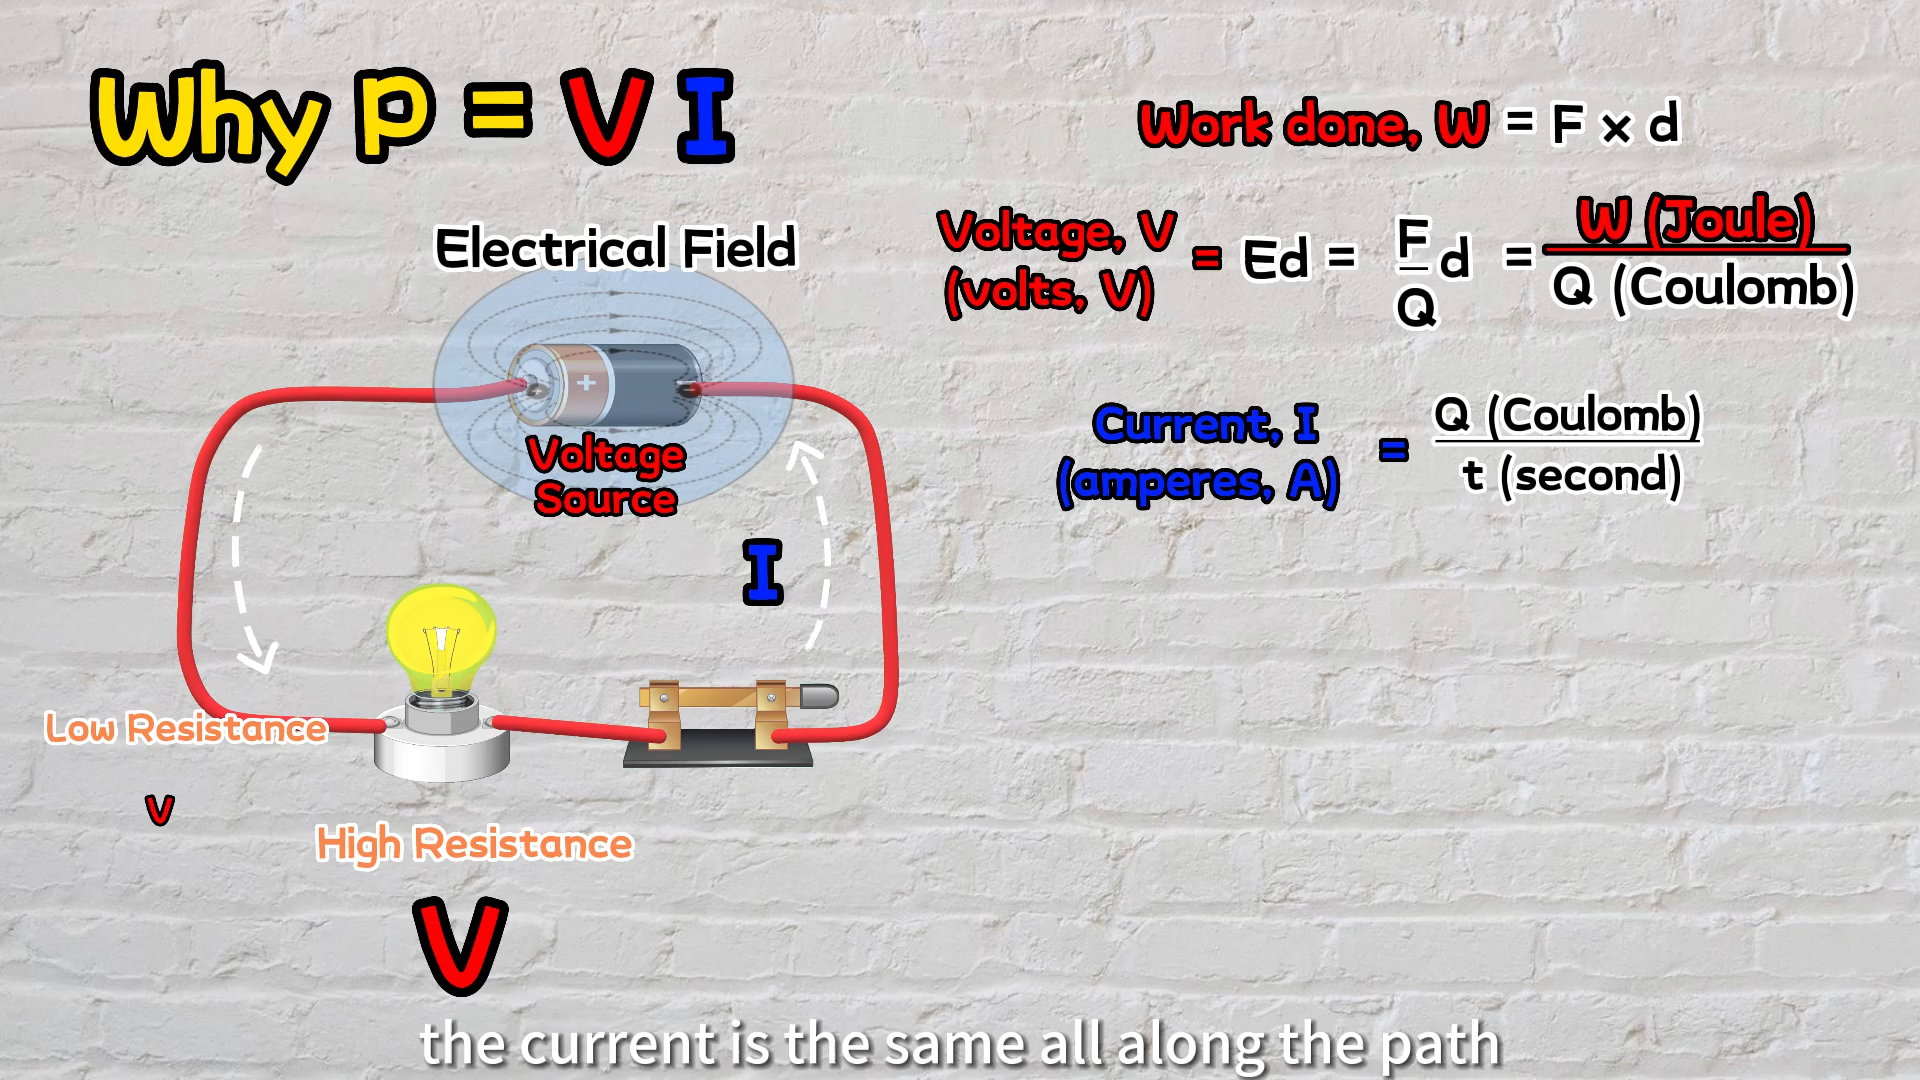 Why P = V I
Work done, W = F x d
Voltage, V
(volts, V)
= Ed = F/Q d = W (Joule) / Q (Coulomb)
Electrical Field
+
Voltage
Source
Current, I
(amperes, A)
= Q (Coulomb) / t (second)
I
Low Resistance
V
High Resistance
V
the current is the same all along the path